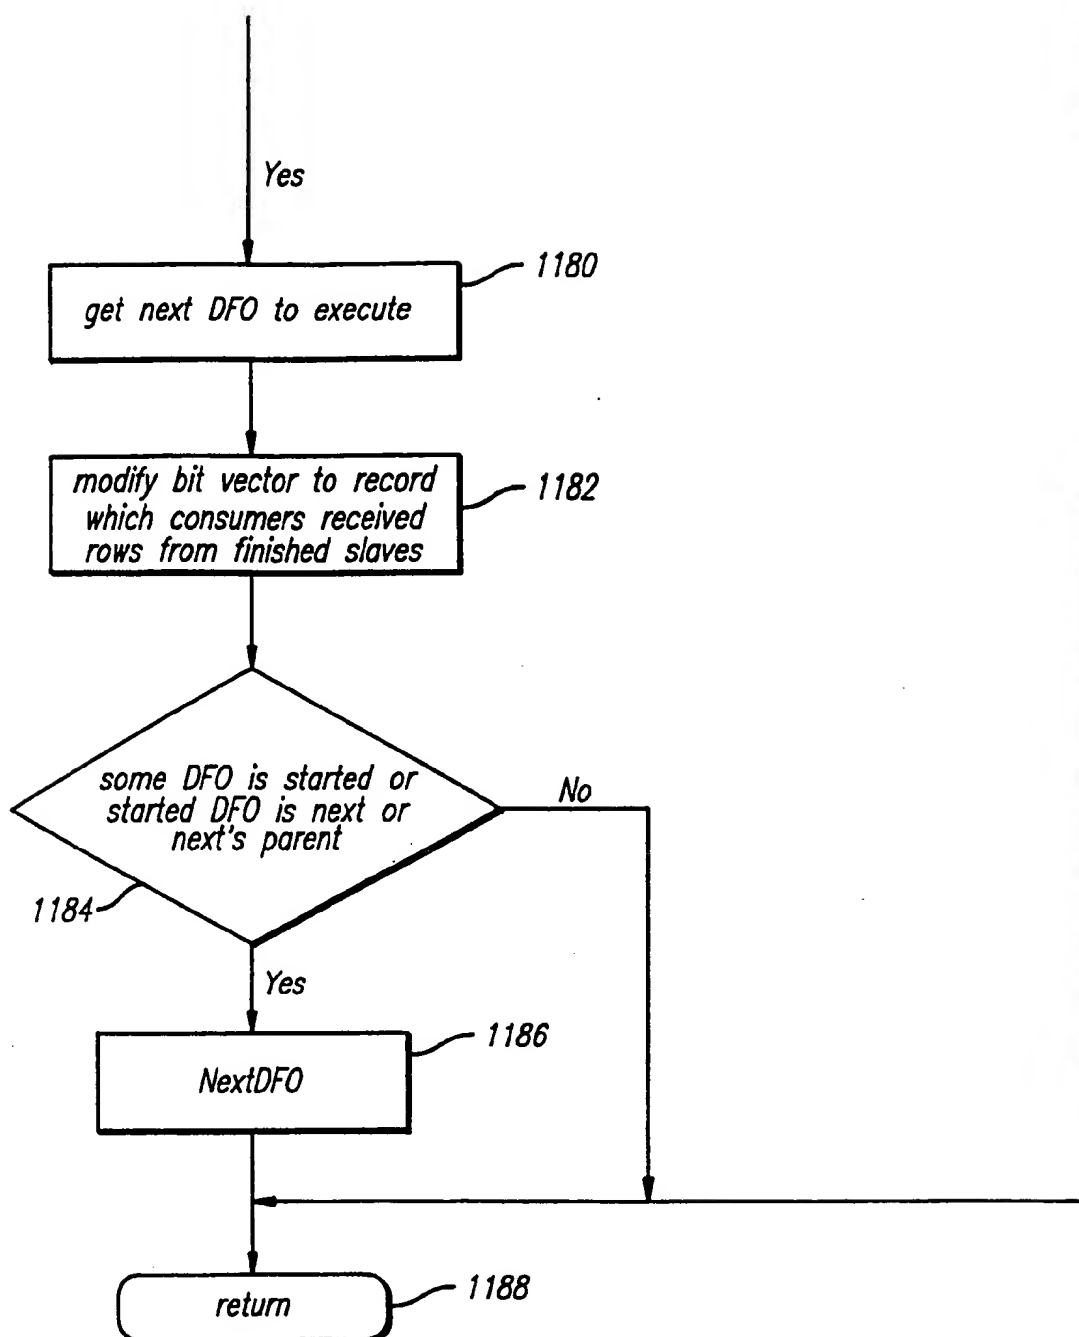 Yes
1180
get next DFO to execute
modify bit vector to record
which consumers received
rows from finished slaves
1182
some DFO is started or
started DFO is next or
next's parent
No
1184
Yes
1186
NextDFO
return
1188